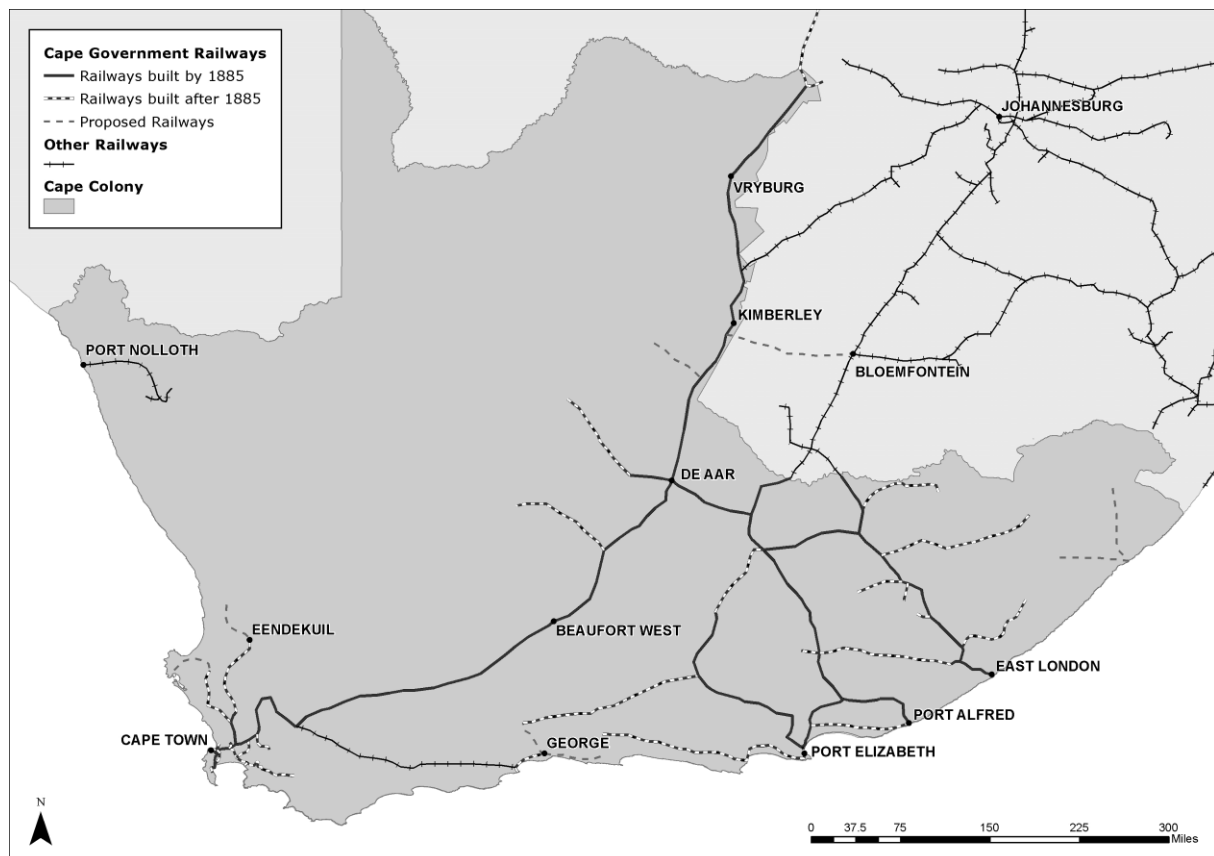 Cape Government Railways
Railways built by 1885
Railways built after 1885
Proposed Railways
Other Railways
Cape Colony
JOHANNESBURG
VRYBURG
KIMBERLEY
PORT NOLLOTH
BLOEMFONTEIN
DE AAR
EENDEKUIL
BEAUFORT WEST
EAST LONDON
PORT ALFRED
CAPE TOWN
GEORGE
PORT ELIZABETH
N
0 37.5 75 150 225 300
Miles